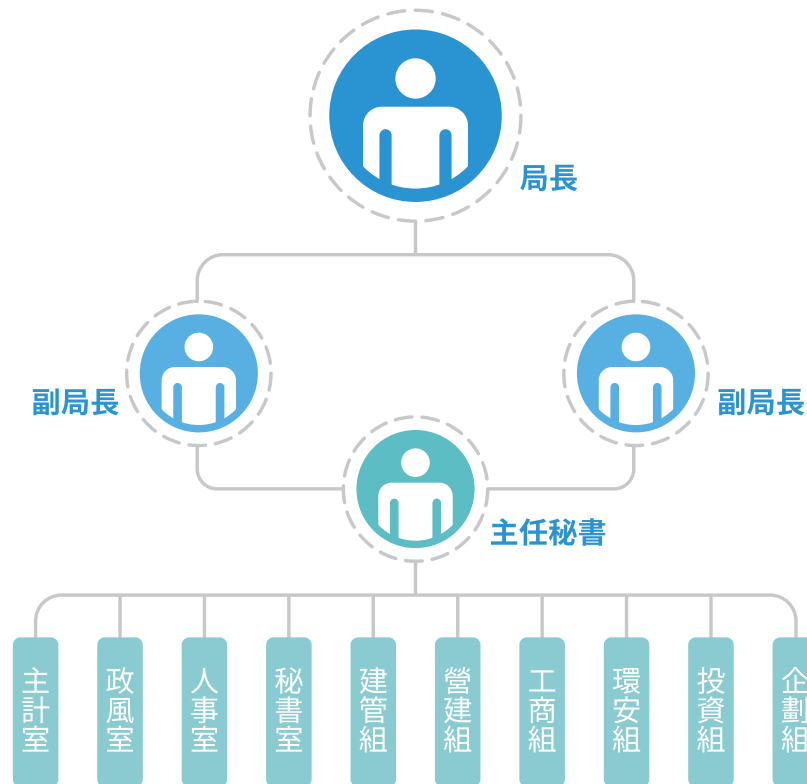 局長
副局長
副局長
主任秘書
主計室
政風室
人事室
秘書室
建管組
營建組
工商組
環安組
投資組
企劃組